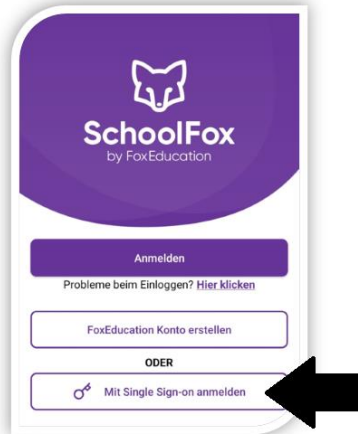 SchoolFox
by FoxEducation
Anmelden
Probleme beim Einloggen? Hier klicken
FoxEducation Konto erstellen
ODER
Mit Single Sign-on anmelden